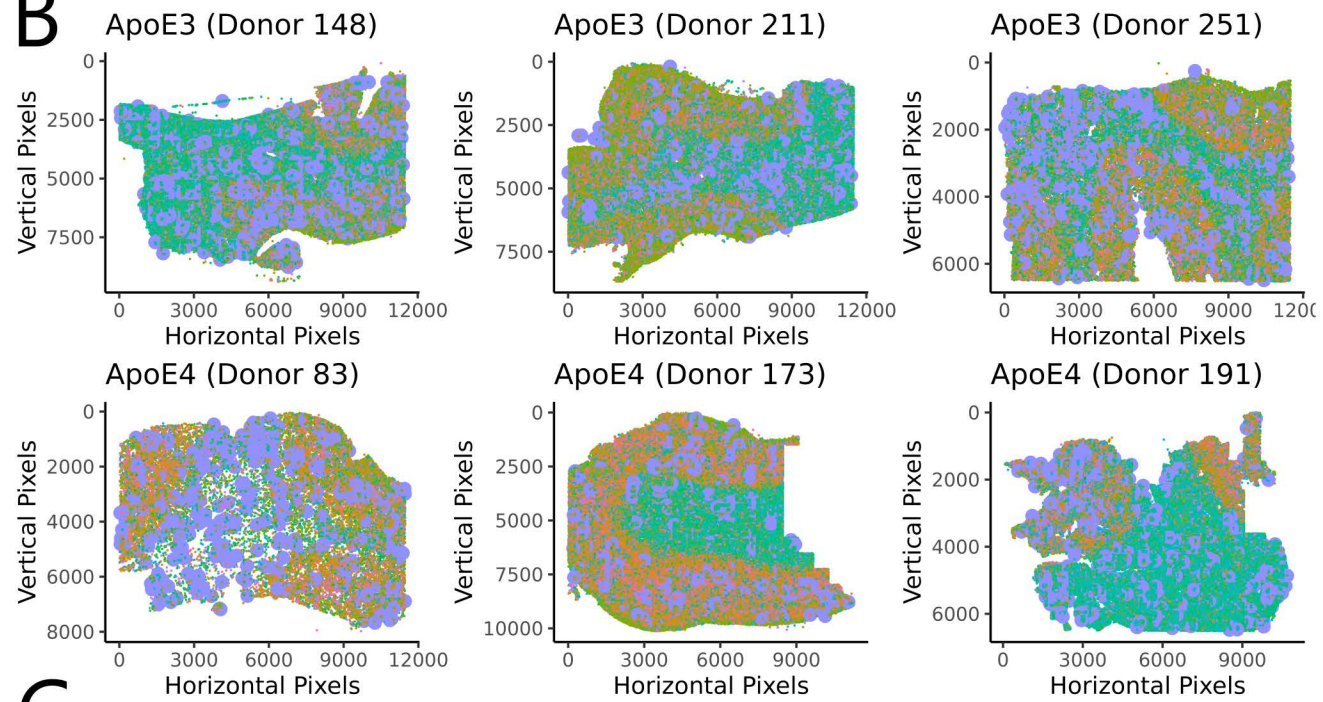 B
ApoE3 (Donor 148) ApoE3 (Donor 211) ApoE3 (Donor 251)
Vertical Pixels
0
2500
5000
7500
0 3000 6000 9000 12000
Horizontal Pixels
Vertical Pixels
0
2500
5000
7500
0 3000 6000 9000 12000
Horizontal Pixels
Vertical Pixels
0
2000
4000
6000
0 3000 6000 9000 1200
Horizontal Pixels
ApoE4 (Donor 83) ApoE4 (Donor 173) ApoE4 (Donor 191)
Vertical Pixels
0
2000
4000
6000
8000
0 3000 6000 9000 12000
Horizontal Pixels
Vertical Pixels
0
2500
5000
7500
10000
0 3000 6000 9000
Horizontal Pixels
Vertical Pixels
0
2000
4000
6000
0 3000 6000 9000
Horizontal Pixels